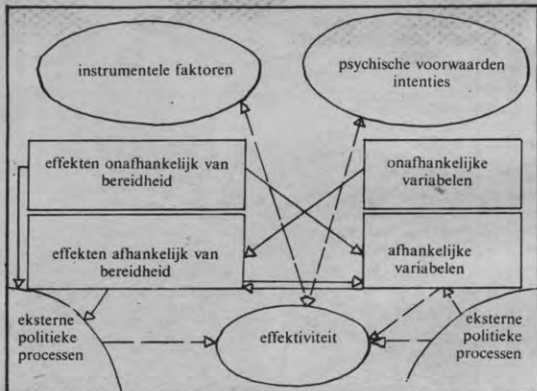 instrumentele faktoren
psychische voorwaarden
intenties
effekten onafhankelijk van
bereidheid
onafhankelijke
variabelen
effekten afhankelijk van
bereidheid
afhankelijke
variabelen
eksterne
politieke
processen
effektiviteit
eksterne
politieke
processen